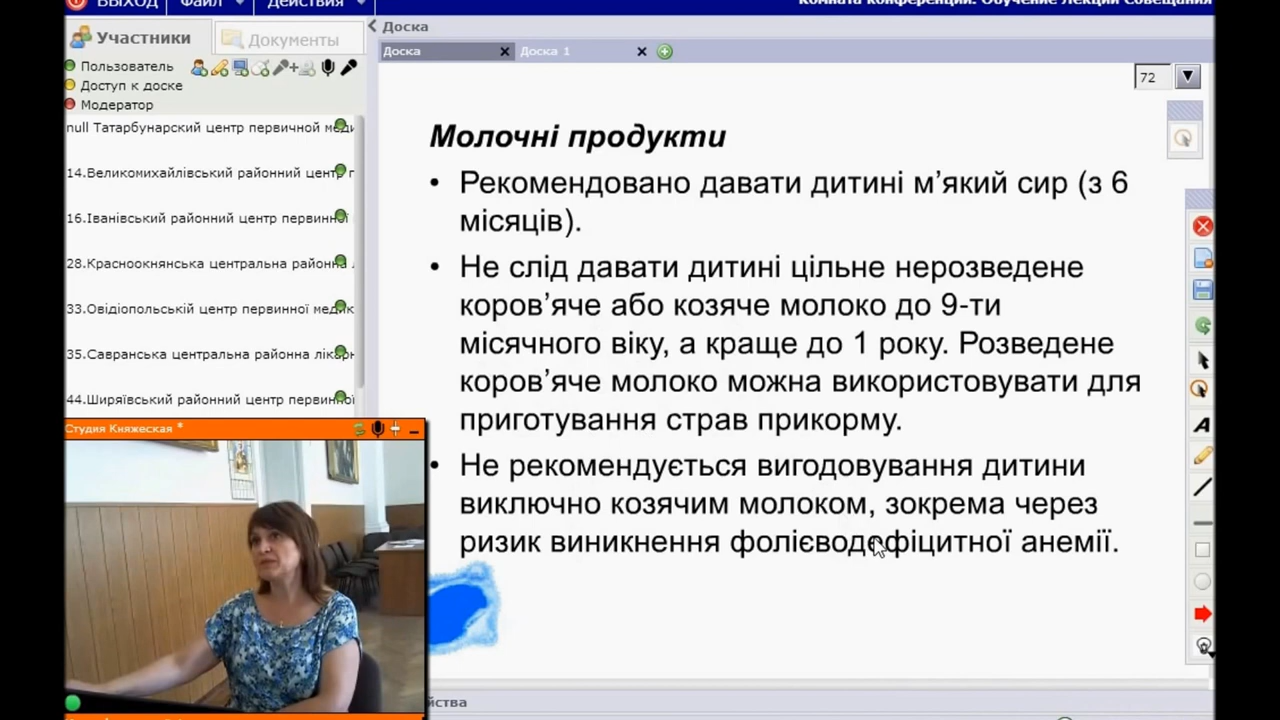 ВЫХОД Файл Действия
Комната конференции: Обучение Лекции Совещания
Участники
Документы
Доска
Доска
Доска 1
Пользователь
Доступ к доске
Модератор
72
null Татарбунарский центр первичной меди
14.Великомихайлівський районний центр п
16.Іванівський районний центр первинної
28.Красноокнянська центральна районна л
33.Овідіопольській центр первинної медик
35.Савранська центральна районна лікарн
44.Ширяївський районний центр первинної
Студия Княжеская *
Молочні продукти
• Рекомендовано давати дитині м’який сир (з 6
місяців).
• Не слід давати дитині цільне нерозведене
коров’яче або козяче молоко до 9-ти
місячного віку, а краще до 1 року. Розведене
коров’яче молоко можна використовувати для
приготування страв прикорму.
• Не рекомендується вигодовування дитини
виключно козячим молоком, зокрема через
ризик виникнення фолієводефіцитної анемії.
йства